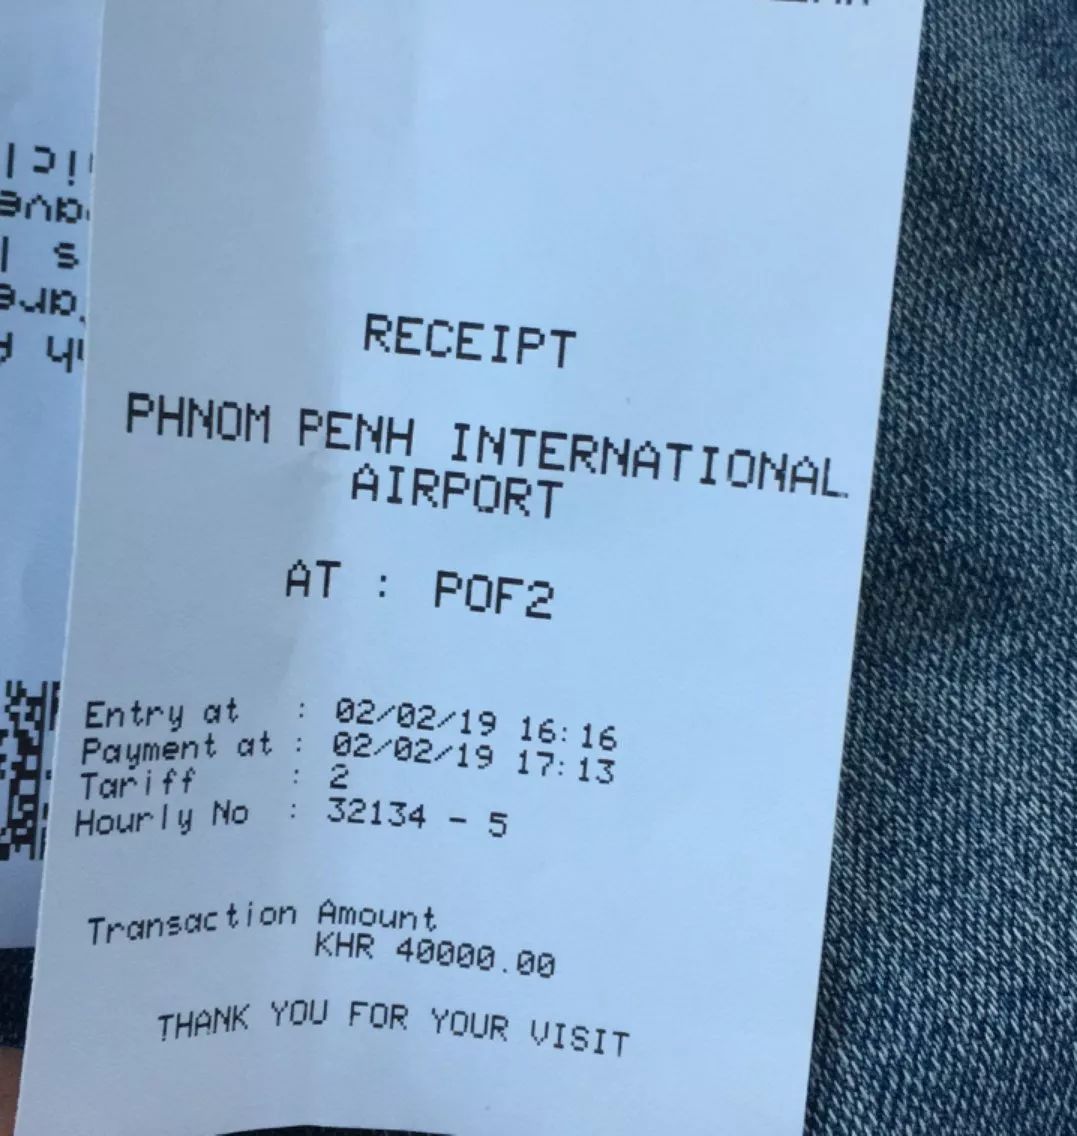 RECEIPT
PHNOM PENH INTERNATIONAL
AIRPORT
AT : POF2
Entry at : 02/02/19 16:16
Payment at : 02/02/19 17:13
Tariff : 2
Hourly No : 32134 - 5
Transaction Amount
KHR 40000.00
THANK YOU FOR YOUR VISIT